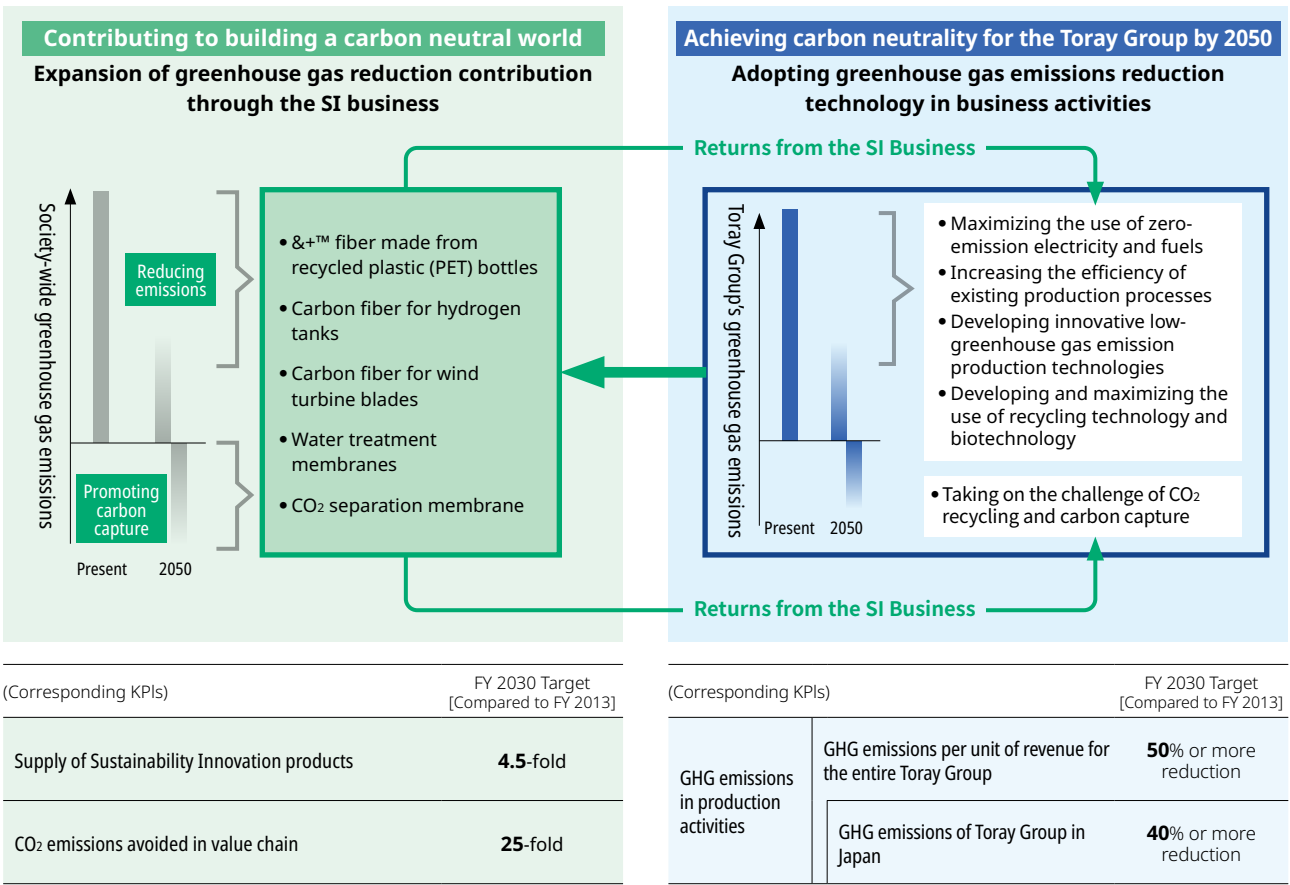 Contributing to building a carbon neutral world
Expansion of greenhouse gas reduction contribution
through the SI business
Society-wide greenhouse gas emissions
Reducing
emissions
Promoting
carbon
capture
Present
2050
• &+™ fiber made from
recycled plastic (PET) bottles
• Carbon fiber for hydrogen
tanks
• Carbon fiber for wind
turbine blades
• Water treatment
membranes
• CO₂ separation membrane
Returns from the SI Business
Returns from the SI Business
Achieving carbon neutrality for the Toray Group by 2050
Adopting greenhouse gas emissions reduction
technology in business activities
Toray Group's greenhouse gas emissions
Present
2050
• Maximizing the use of zero-
emission electricity and fuels
• Increasing the efficiency of
existing production processes
• Developing innovative low-
greenhouse gas emission
production technologies
• Developing and maximizing the
use of recycling technology and
biotechnology
• Taking on the challenge of CO₂
recycling and carbon capture
(Corresponding KPIs)
FY 2030 Target
[Compared to FY 2013]
Supply of Sustainability Innovation products
4.5-fold
CO₂ emissions avoided in value chain
25-fold
(Corresponding KPIs)
FY 2030 Target
[Compared to FY 2013]
GHG emissions
in production
activities
GHG emissions per unit of revenue for
the entire Toray Group
50% or more
reduction
GHG emissions of Toray Group in
Japan
40% or more
reduction